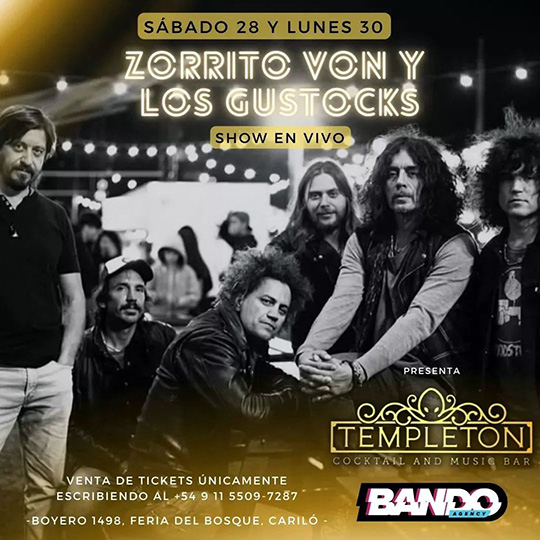 SÁBADO 28 Y LUNES 30
ZORRITO VON Y
LOS GUSTOCKS
SHOW EN VIVO
PRESENTA
TEMPLETON
COCKTAIL AND MUSIC BAR
VENTA DE TICKETS ÚNICAMENTE
ESCRIBIENDO AL +54 9 11 5509-7287
BANDO
AGENCY
-BOYERO 1498, FERIA DEL BOSQUE, CARILÓ -